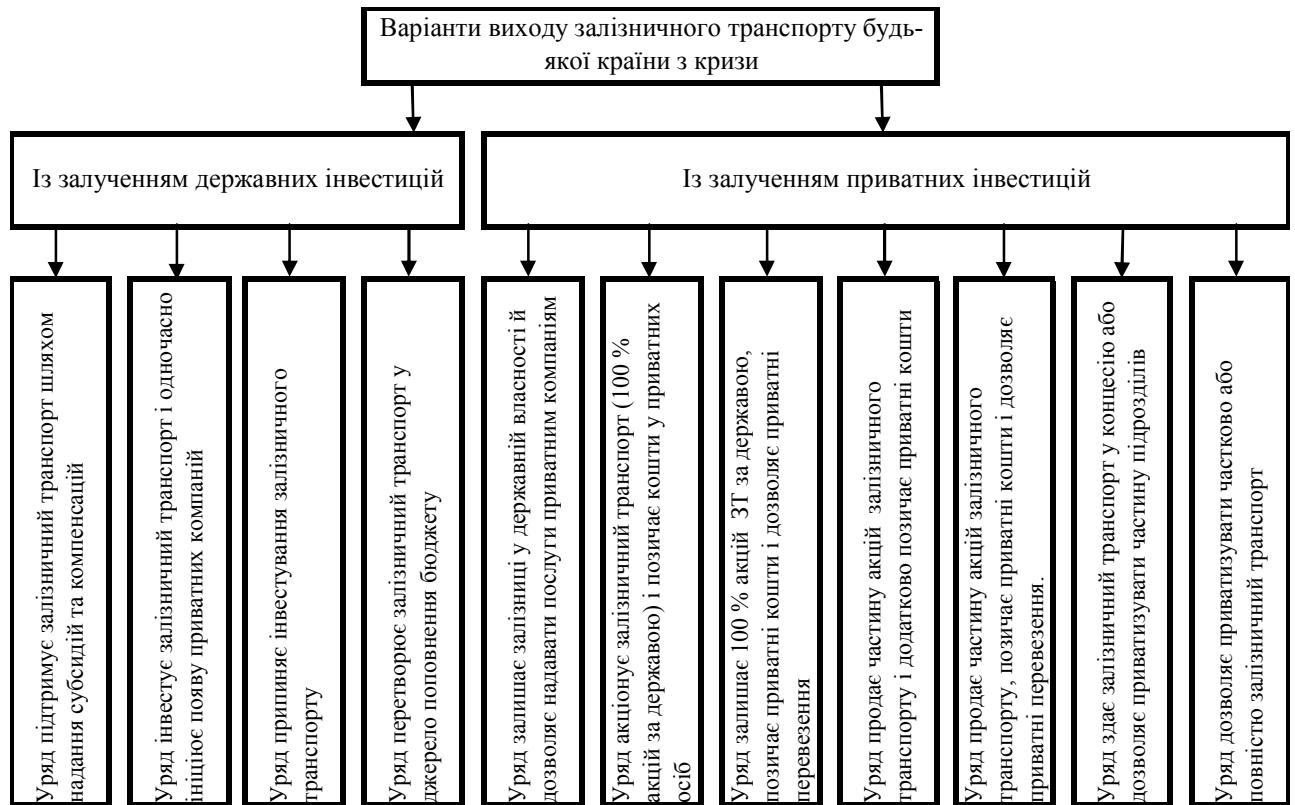 Варіанти виходу залізничного транспорту будь-
якої країни з кризи
Із залученням державних інвестицій
Із залученням приватних інвестицій
Уряд підтримує залізничний транспорт шляхом
надання субсидій та компенсацій
Уряд інвестує залізничний транспорт і одночасно
ініціює появу приватних компаній
Уряд припиняє інвестування залізничного
транспорту
Уряд перетворює залізничний транспорт у
джерело поповнення бюджету
Уряд залишає залізниці у державній власності й
дозволяє надавати послуги приватним компаніям
Уряд акціонує залізничний транспорт (100 %
акцій за державою) і позичає кошти у приватних
осіб
Уряд залишає 100 % акцій ЗТ за державою,
позичає приватні кошти і дозволяє приватні
перевезення
Уряд продає частину акцій залізничного
транспорту і додатково позичає приватні кошти
Уряд продає частину акцій залізничного
транспорту, позичає приватні кошти і дозволяє
приватні перевезення.
Уряд здає залізничний транспорт у концесію або
дозволяє приватизувати частину підрозділів
Уряд дозволяє приватизувати частково або
повністю залізничний транспорт